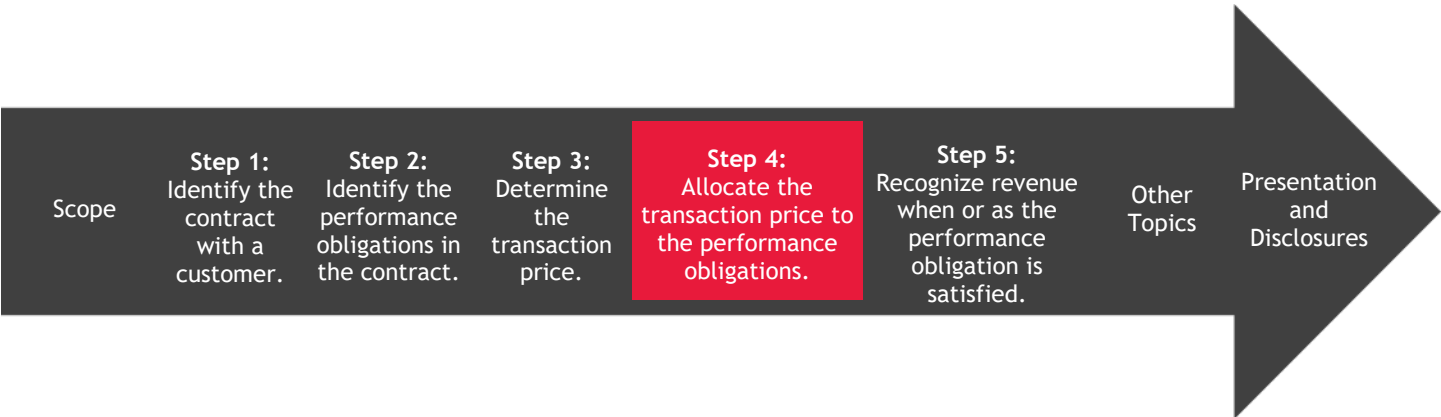 Scope
Step 1:
Identify the
contract
with a
customer.
Step 2:
Identify the
performance
obligations in
the contract.
Step 3:
Determine
the
transaction
price.
Step 4:
Allocate the
transaction price to
the performance
obligations.
Step 5:
Recognize revenue
when or as the
performance
obligation is
satisfied.
Other
Topics
Presentation
and
Disclosures